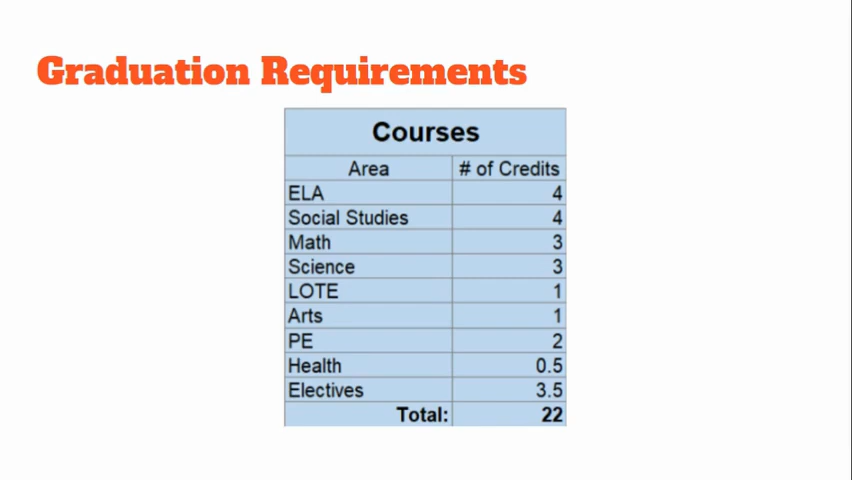 Graduation Requirements
Courses
Area # of Credits
ELA 4
Social Studies 4
Math 3
Science 3
LOTE 1
Arts 1
PE 2
Health 0.5
Electives 3.5
Total: 22